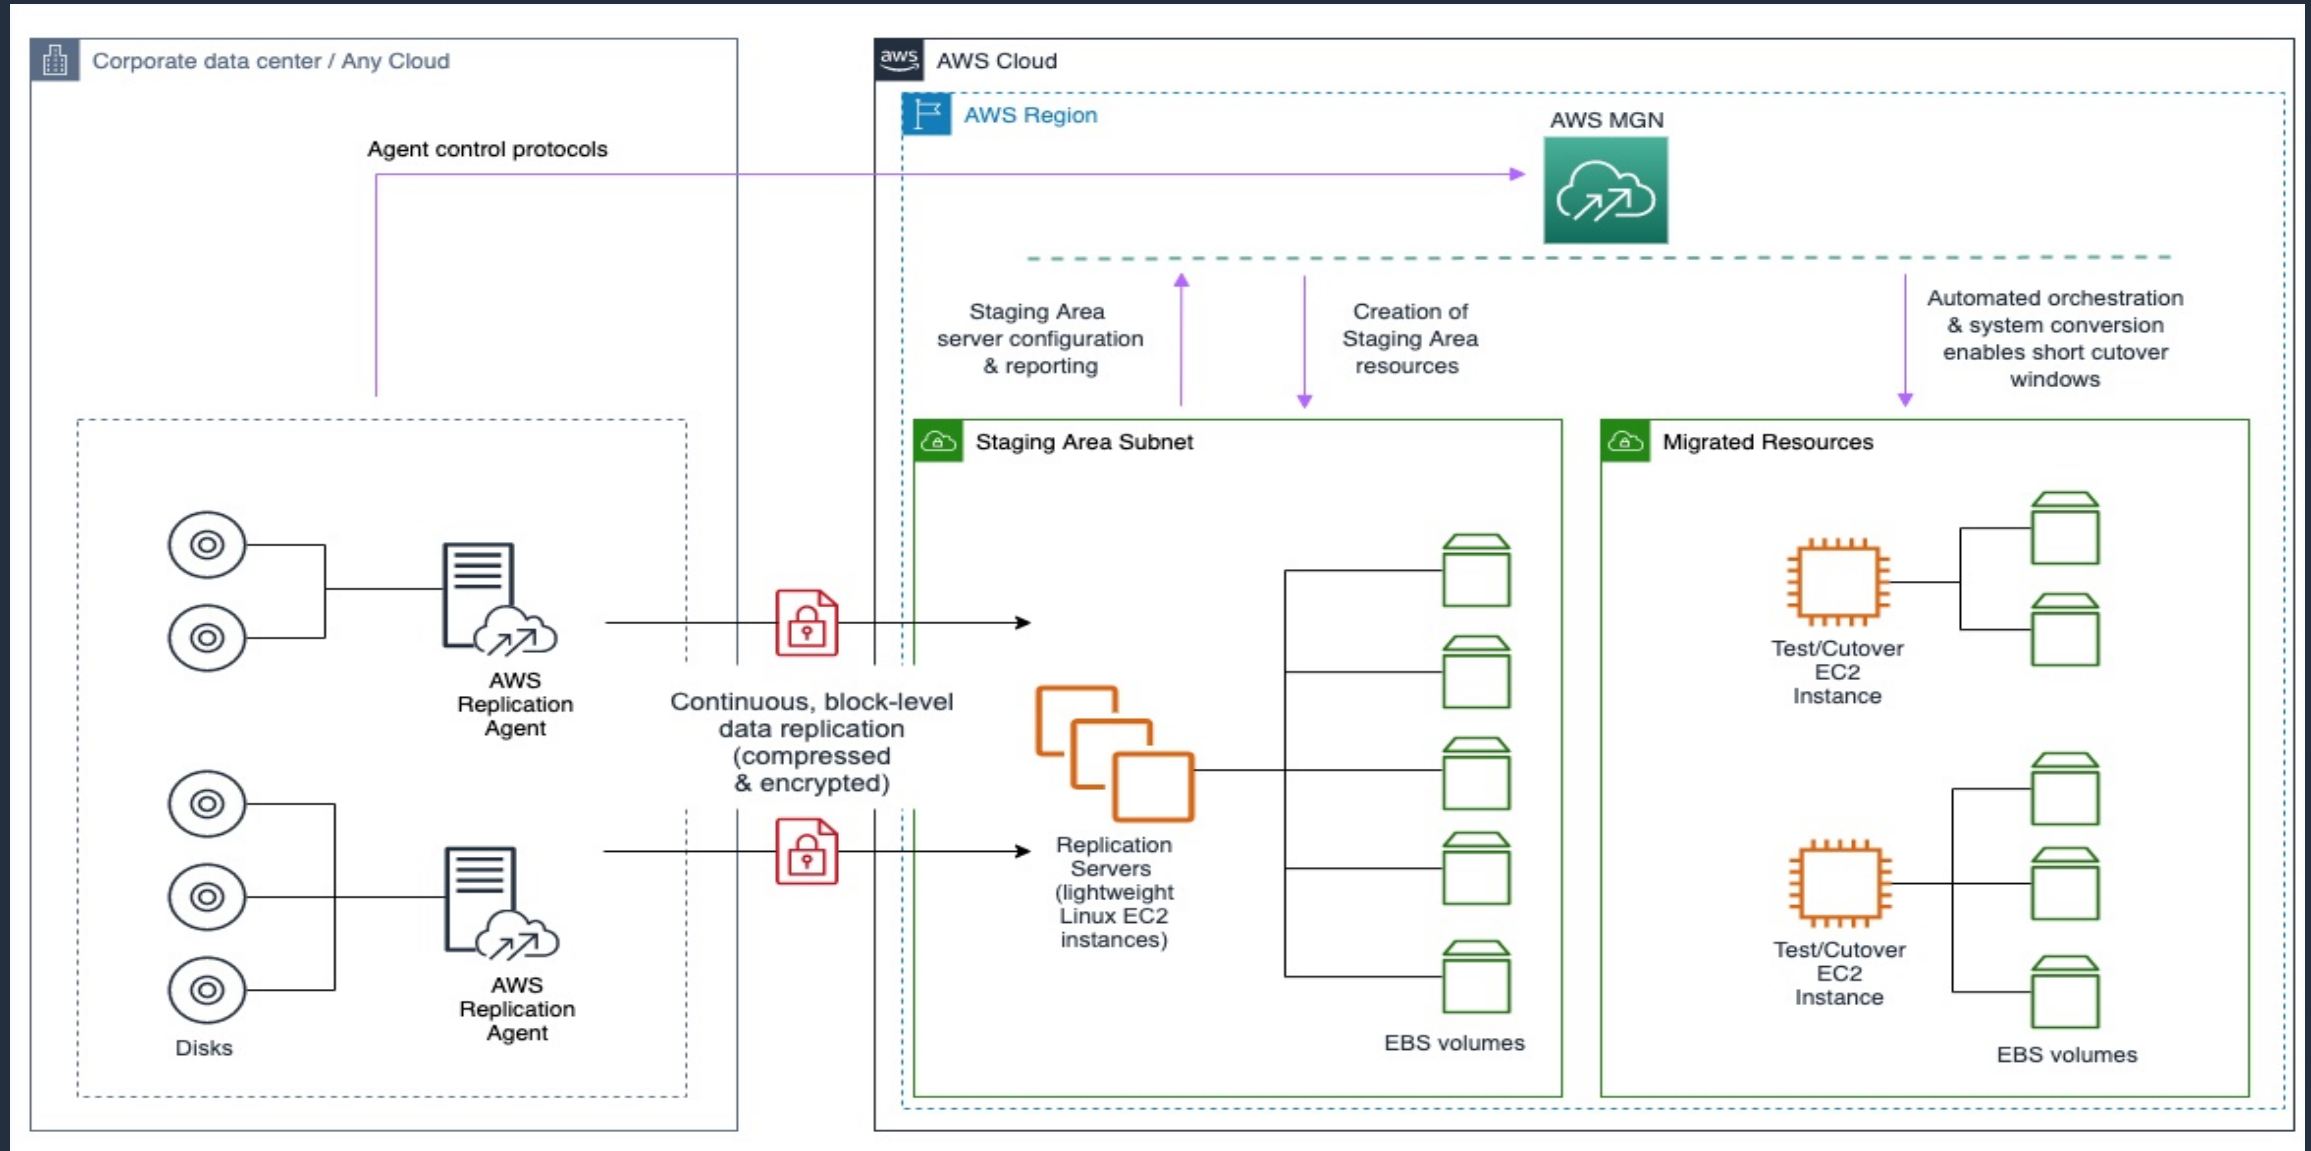 Corporate data center / Any Cloud
aws
AWS Cloud
AWS Region
AWS MGN
Agent control protocols
Staging Area
server configuration
& reporting
Creation of
Staging Area
resources
Automated orchestration
& system conversion
enables short cutover
windows
Staging Area Subnet
Migrated Resources
AWS
Replication
Agent
Continuous, block-level
data replication
(compressed
& encrypted)
AWS
Replication
Agent
Disks
Replication
Servers
(lightweight
Linux EC2
instances)
EBS volumes
Test/Cutover
EC2
Instance
Test/Cutover
EC2
Instance
EBS volumes